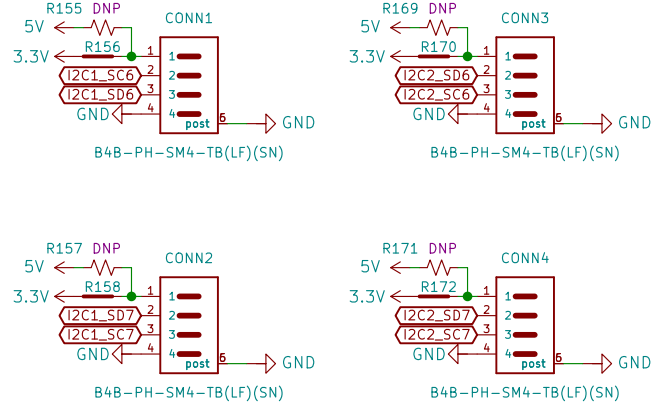 R155 DNP CONN1
5V
3.3V R156 1 1
I2C1_SC6 2 2
I2C1_SD6 3 3
GND 4 4
post 5 GND
B4B-PH-SM4-TB(LF)(SN)
R169 DNP CONN3
5V
3.3V R170 1 1
I2C2_SD6 2 2
I2C2_SC6 3 3
GND 4 4
post 5 GND
B4B-PH-SM4-TB(LF)(SN)
R157 DNP CONN2
5V
3.3V R158 1 1
I2C1_SD7 2 2
I2C1_SC7 3 3
GND 4 4
post 5 GND
B4B-PH-SM4-TB(LF)(SN)
R171 DNP CONN4
5V
3.3V R172 1 1
I2C2_SD7 2 2
I2C2_SC7 3 3
GND 4 4
post 5 GND
B4B-PH-SM4-TB(LF)(SN)